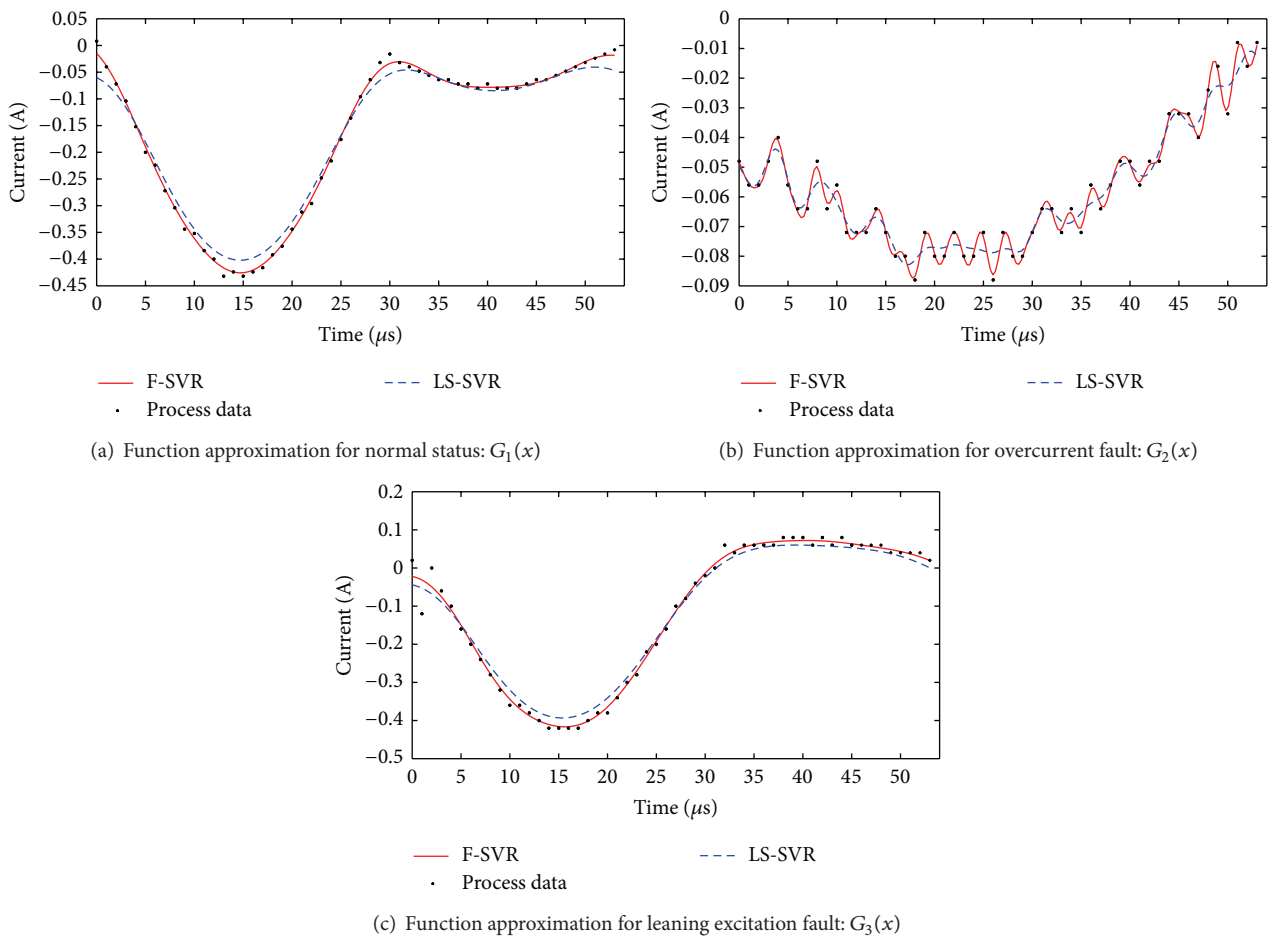 0.05
0
−0.05
−0.1
−0.15
−0.2
−0.25
−0.3
−0.35
−0.4
−0.45
Current (A)
0 5 10 15 20 25 30 35 40 45 50
Time (μs)
F-SVR
LS-SVR
Process data
(a) Function approximation for normal status: G₁(x)
0
−0.01
−0.02
−0.03
−0.04
−0.05
−0.06
−0.07
−0.08
−0.09
Current (A)
0 5 10 15 20 25 30 35 40 45 50
Time (μs)
F-SVR
LS-SVR
Process data
(b) Function approximation for overcurrent fault: G₂(x)
0.2
0.1
0
−0.1
−0.2
−0.3
−0.4
−0.5
Current (A)
0 5 10 15 20 25 30 35 40 45 50
Time (μs)
F-SVR
LS-SVR
Process data
(c) Function approximation for leaning excitation fault: G₃(x)